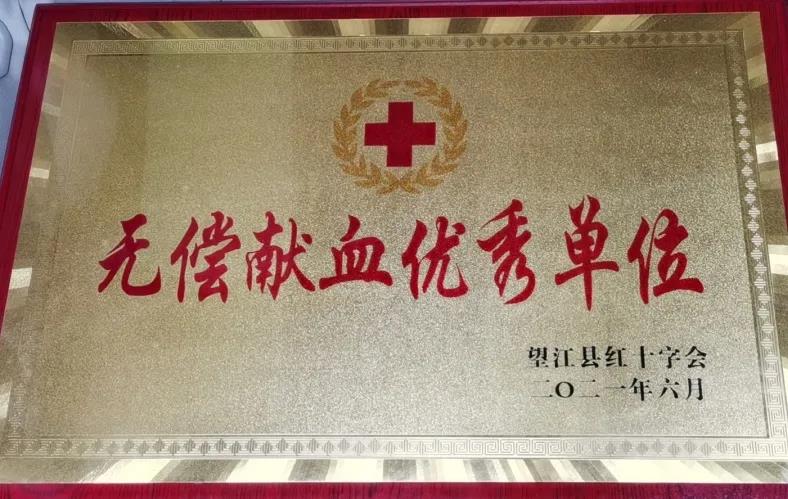 无偿献血优秀单位
望江县红十字会
二〇二一年六月